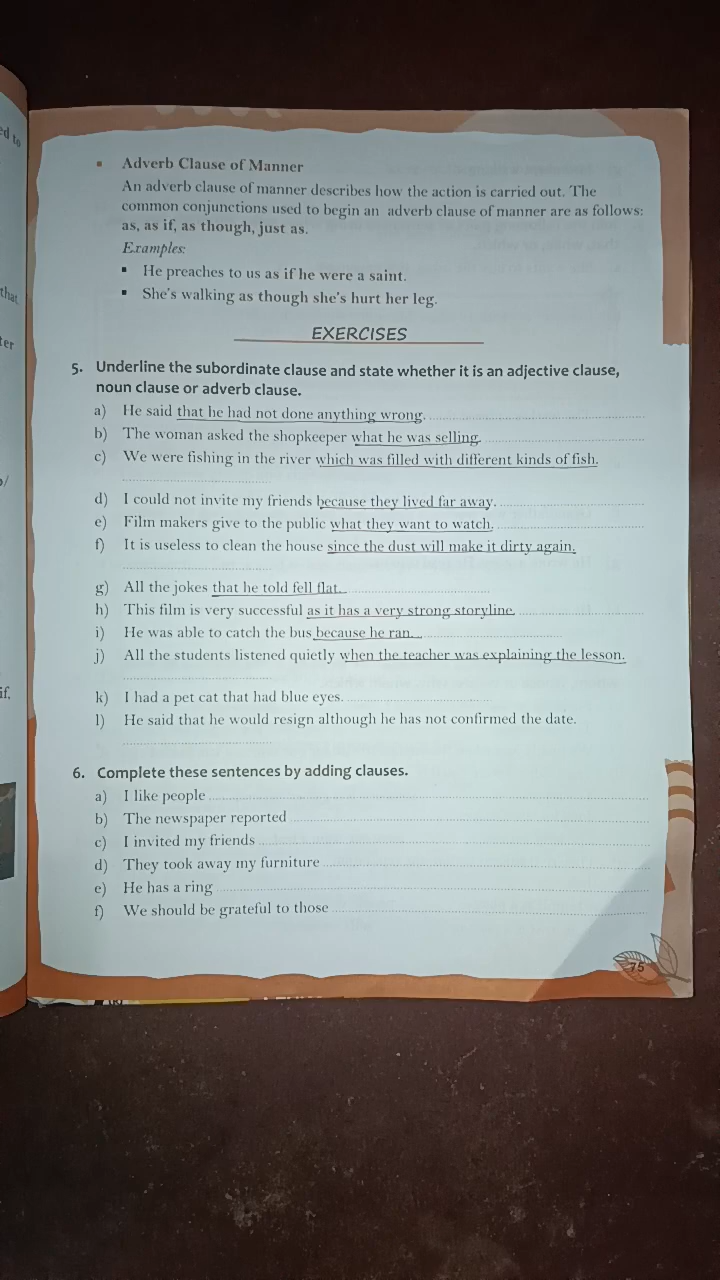 ed to
that
ter
if.
▪ Adverb Clause of Manner
An adverb clause of manner describes how the action is carried out. The
common conjunctions used to begin an adverb clause of manner are as follows:
as, as if, as though, just as.
Examples:
▪ He preaches to us as if he were a saint.
▪ She's walking as though she's hurt her leg.
EXERCISES
5. Underline the subordinate clause and state whether it is an adjective clause,
noun clause or adverb clause.
a) He said that he had not done anything wrong.
b) The woman asked the shopkeeper what he was selling.
c) We were fishing in the river which was filled with different kinds of fish.
d) I could not invite my friends because they lived far away.
e) Film makers give to the public what they want to watch.
f) It is useless to clean the house since the dust will make it dirty again.
g) All the jokes that he told fell flat.
h) This film is very successful as it has a very strong storyline.
i) He was able to catch the bus because he ran.
j) All the students listened quietly when the teacher was explaining the lesson.
k) I had a pet cat that had blue eyes.
l) He said that he would resign although he has not confirmed the date.
6. Complete these sentences by adding clauses.
a) I like people
b) The newspaper reported
c) I invited my friends
d) They took away my furniture
e) He has a ring
f) We should be grateful to those
75